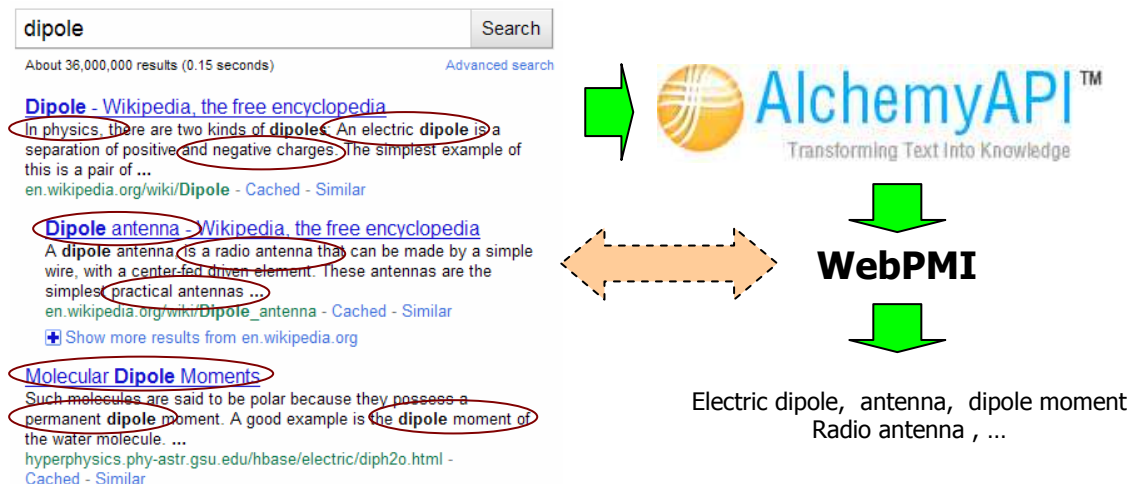 dipole
Search
About 36,000,000 results (0.15 seconds)
Advanced search
Dipole - Wikipedia, the free encyclopedia
In physics, there are two kinds of dipoles: An electric dipole is a
separation of positive and negative charges. The simplest example of
this is a pair of ...
en.wikipedia.org/wiki/Dipole - Cached - Similar
Dipole antenna - Wikipedia, the free encyclopedia
A dipole antenna, is a radio antenna that can be made by a simple
wire, with a center-fed driven element. These antennas are the
simplest practical antennas ...
en.wikipedia.org/wiki/Dipole_antenna - Cached - Similar
Show more results from en.wikipedia.org
Molecular Dipole Moments
Such molecules are said to be polar because they possess a
permanent dipole moment. A good example is the dipole moment of
the water molecule. ...
hyperphysics.phy-astr.gsu.edu/hbase/electric/diph2o.html -
Cached - Similar
AlchemyAPI™
Transforming Text Into Knowledge
WebPMI
Electric dipole, antenna, dipole moment
Radio antenna , ...